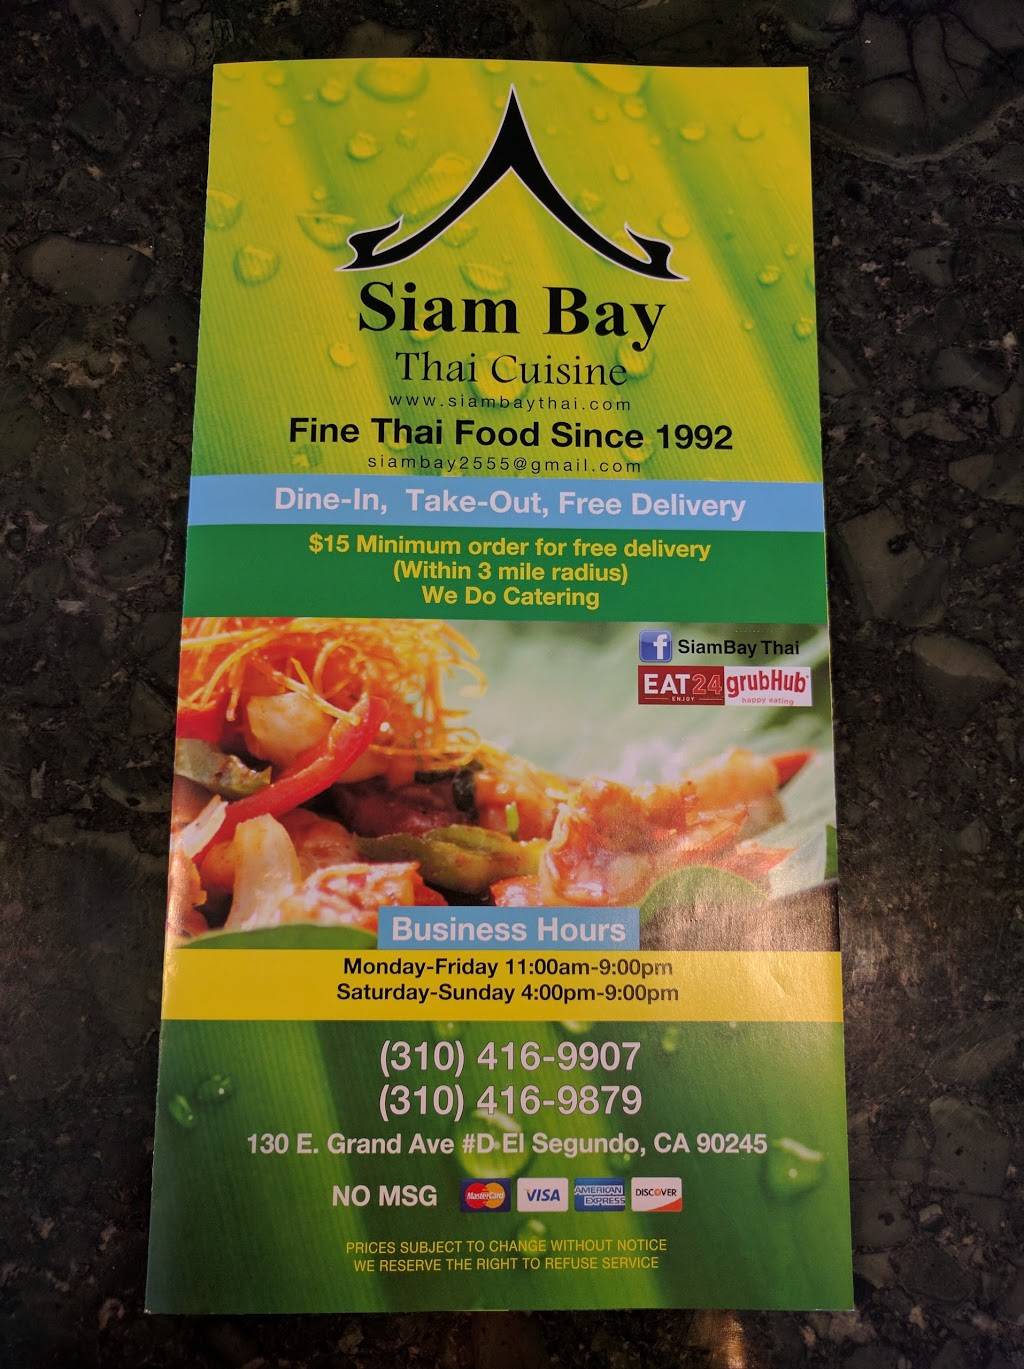 Siam Bay
Thai Cuisine
www.siambaythai.com
Fine Thai Food Since 1992
siambay2555@gmail.com
Dine-In, Take-Out, Free Delivery
$15 Minimum order for free delivery
(Within 3 mile radius)
We Do Catering
f SiamBay Thai
EAT24 grubHub
ENJOY happy eating
Business Hours
Monday-Friday 11:00am-9:00pm
Saturday-Sunday 4:00pm-9:00pm
(310) 416-9907
(310) 416-9879
130 E. Grand Ave #D El Segundo, CA 90245
NO MSG MasterCard VISA AMERICAN EXPRESS DISCOVER
PRICES SUBJECT TO CHANGE WITHOUT NOTICE
WE RESERVE THE RIGHT TO REFUSE SERVICE